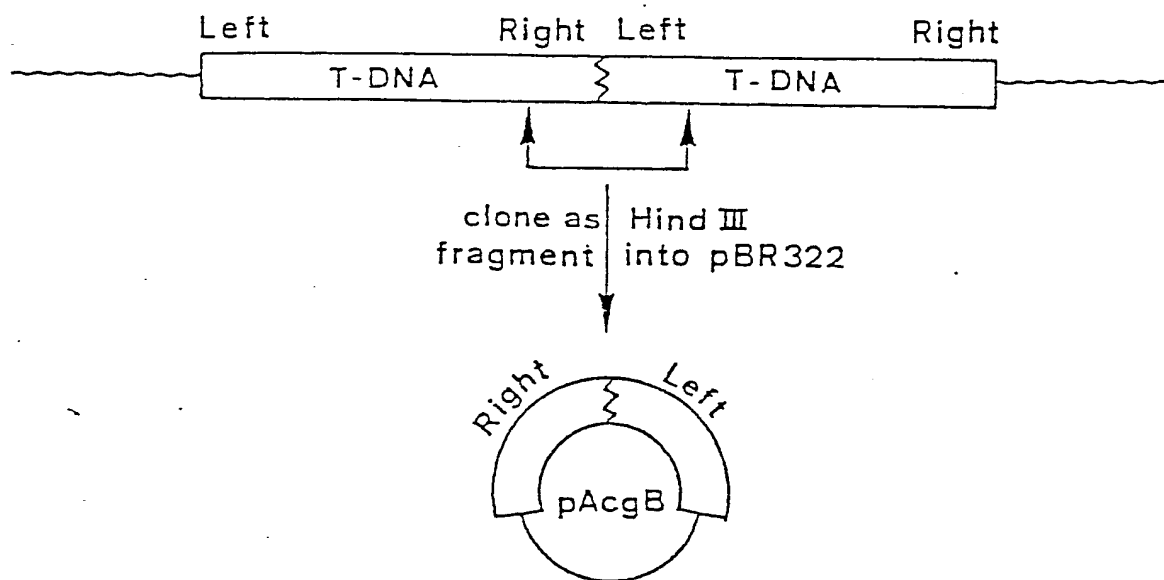 Left Right Left Right
T-DNA T-DNA
clone as Hind III
fragment into pBR322
Right Left
pAcgB